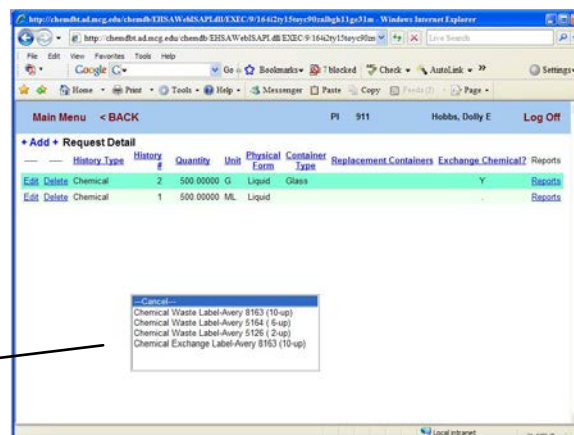 http://chemdbt.ad.mcg.edu/chemdb/EHSAWebISAPI.dll/EXEC/9/ - Windows Internet Explorer
Live Search
File Edit View Favorites Tools Help
Google Go Bookmarks 7 blocked Check AutoLink Settings
Home Print Tools Help Messenger Paste Copy Page
Main Menu < BACK PI 911 Hobbs, Dolly E Log Off
+ Add + Request Detail
History Type History # Quantity Unit Physical Form Container Type Replacement Containers Exchange Chemical? Reports
Edit Delete Chemical 2 500.00000 G Liquid Glass Y Reports
Edit Delete Chemical 1 500.00000 ML Liquid . Reports
---Cancel---
Chemical Waste Label-Avery 8163 (10-up)
Chemical Waste Label-Avery 5164 ( 6-up)
Chemical Waste Label-Avery 5126 ( 2-up)
Chemical Exchange Label-Avery 8163 (10-up)
Local intranet